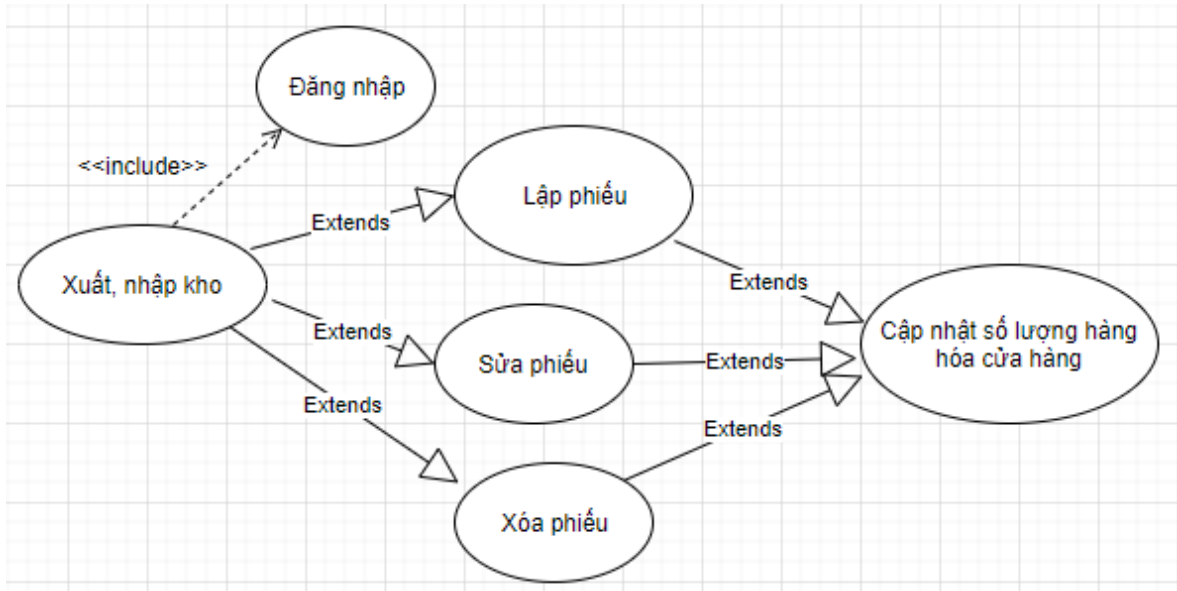 Đăng nhập
<<include>>
Lập phiếu
Extends
Xuất, nhập kho
Extends
Cập nhật số lượng hàng
hóa cửa hàng
Extends
Sửa phiếu
Extends
Extends
Extends
Xóa phiếu